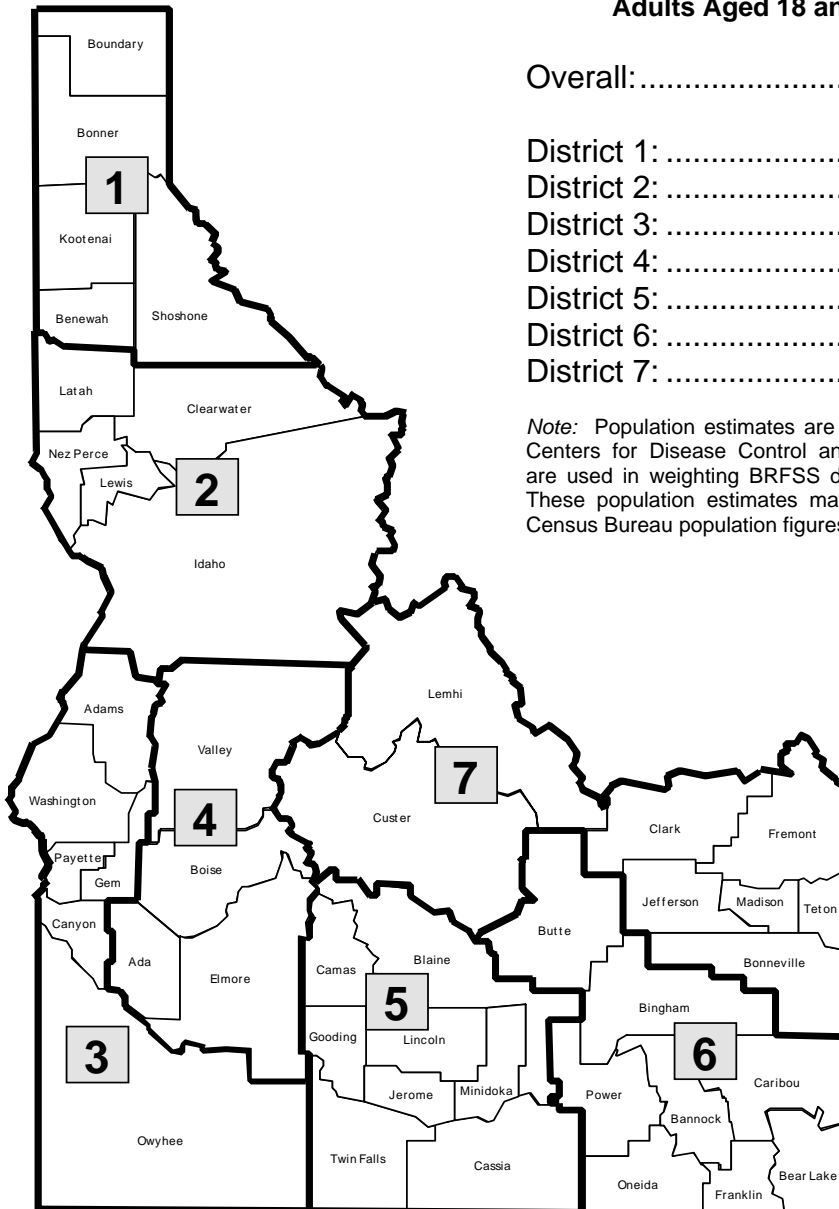 Adults Aged 18 an
Overall:......................
District 1: ...................
District 2: ...................
District 3: ...................
District 4: ...................
District 5: ...................
District 6: ...................
District 7: ...................
Note: Population estimates are
Centers for Disease Control an
are used in weighting BRFSS d
These population estimates ma
Census Bureau population figures
Boundary
Bonner
1
Kootenai
Benewah
Shoshone
Latah
Clearwater
Nez Perce
Lewis
2
Idaho
Adams
Lemhi
Valley
7
Washington
4
Custer
Clark
Fremont
Payette
Boise
Gem
Jefferson
Madison
Teton
Canyon
Butte
Ada
Elmore
Camas
Blaine
Bonneville
5
Bingham
3
Gooding
Lincoln
6
Jerome
Minidoka
Power
Caribou
Bannock
Owyhee
Twin Falls
Cassia
Oneida
Franklin
Bear Lake